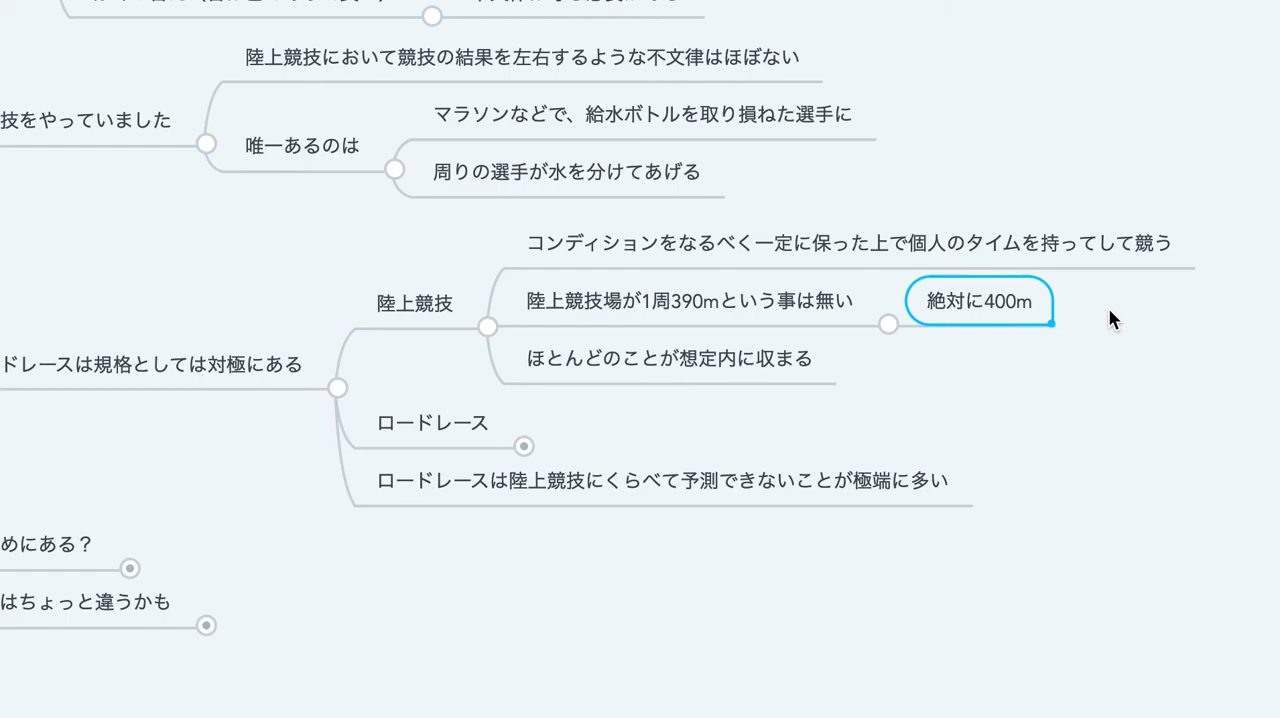 陸上競技において競技の結果を左右するような不文律はほぼない
技をやっていました
唯一あるのは
マラソンなどで、給水ボトルを取り損ねた選手に
周りの選手が水を分けてあげる
コンディションをなるべく一定に保った上で個人のタイムを持ってして競う
陸上競技
陸上競技場が1周390mという事は無い
絶対に400m
ほとんどのことが想定内に収まる
ドレースは規格としては対極にある
ロードレース
ロードレースは陸上競技にくらべて予測できないことが極端に多い
めにある？
はちょっと違うかも